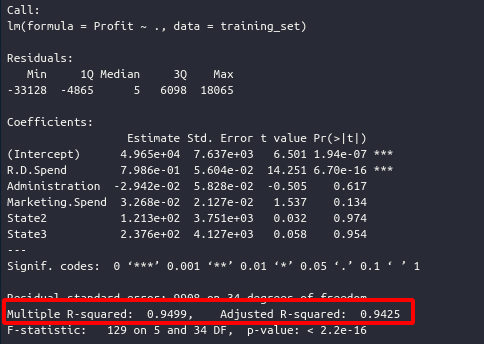 Call:
lm(formula = Profit ~ ., data = training_set)
Residuals:
Min 1Q Median 3Q Max
-33128 -4865 5 6098 18065
Coefficients:
Estimate Std. Error t value Pr(>|t|)
(Intercept) 4.965e+04 7.637e+03 6.501 1.94e-07 ***
R.D.Spend 7.986e-01 5.604e-02 14.251 6.70e-16 ***
Administration -2.942e-02 5.828e-02 -0.505 0.617
Marketing.Spend 3.268e-02 2.127e-02 1.537 0.134
State2 1.213e+02 3.751e+03 0.032 0.974
State3 2.376e+02 4.127e+03 0.058 0.954
---
Signif. codes: 0 ‘***’ 0.001 ‘**’ 0.01 ‘*’ 0.05 ‘.’ 0.1 ‘ ’ 1
Residual standard error: 9908 on 34 degrees of freedom
Multiple R-squared: 0.9499, Adjusted R-squared: 0.9425
F-statistic: 129 on 5 and 34 DF, p-value: < 2.2e-16